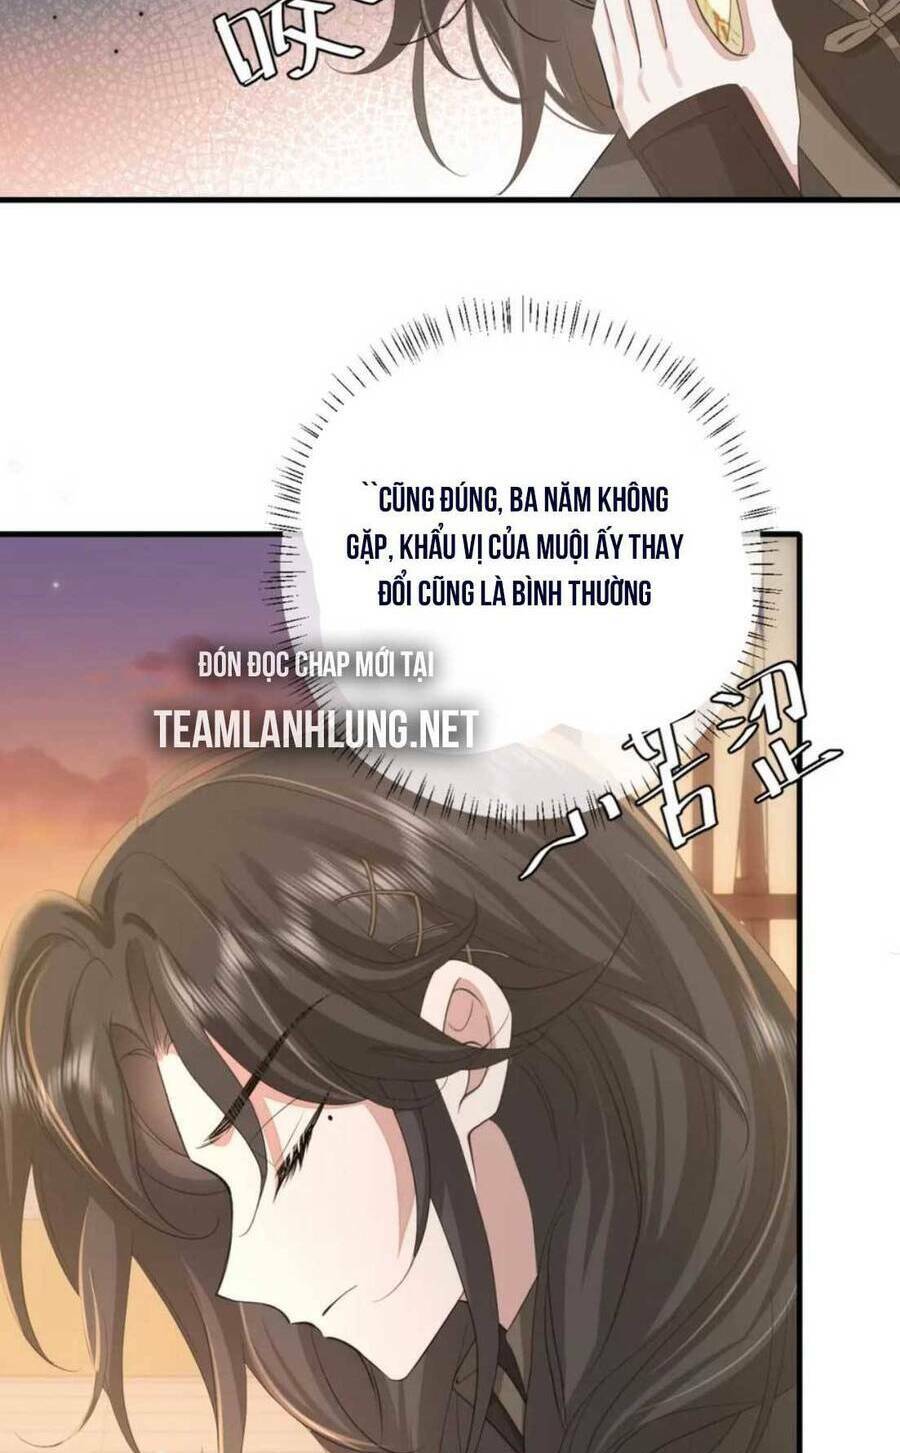 咬
``CŨNG ĐÚNG, BA NĂM KHÔNG
GẶP, KHẨU VỊ CỦA MUỘI ẤY THAY
ĐỔI CŨNG LÀ BÌNH THƯỜNG
ĐÓN ĐỌC CHAP MỚI TẠI
TEAMLANHLUNG.NET